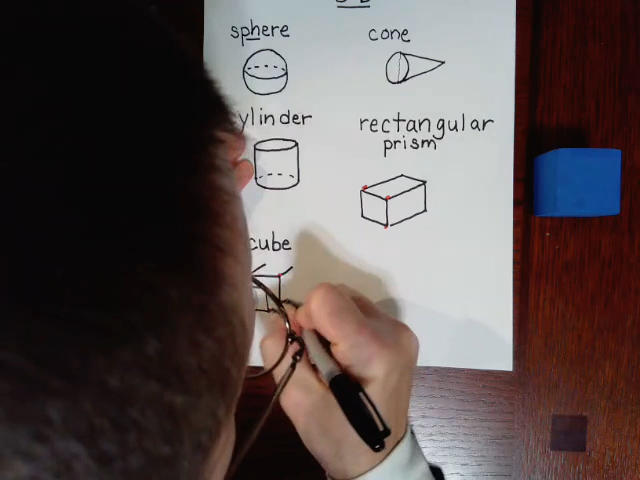 sphere
cone
ylinder
rectangular
prism
cube